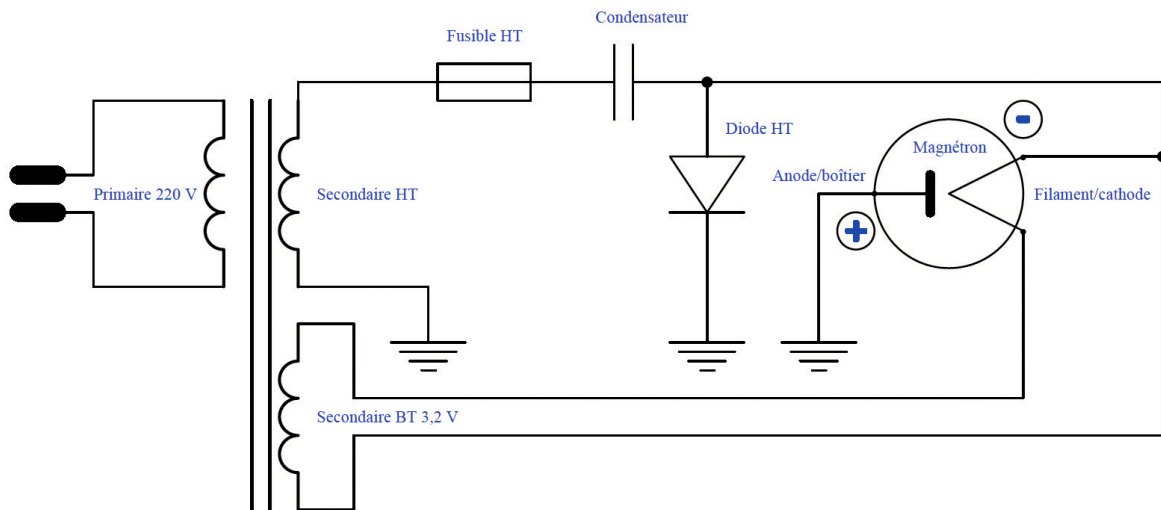 Condensateur
Fusible HT
Diode HT
-
Magnétron
Anode/boîtier
Primaire 220 V
Secondaire HT
Filament/cathode
+
Secondaire BT 3,2 V